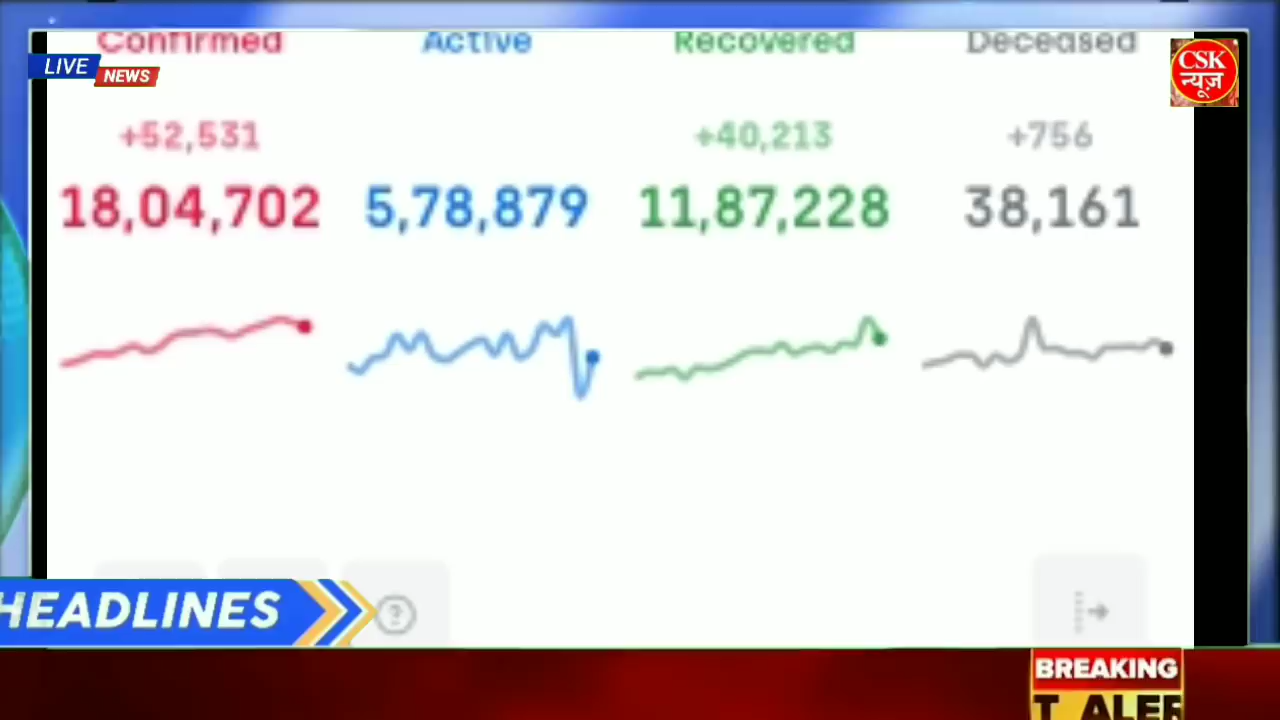 Confirmed Active Recovered Deceased
LIVE
NEWS
CSK
न्यूज़
+52,531 +40,213 +756
18,04,702 5,78,879 11,87,228 38,161
HEADLINES
?
BREAKING